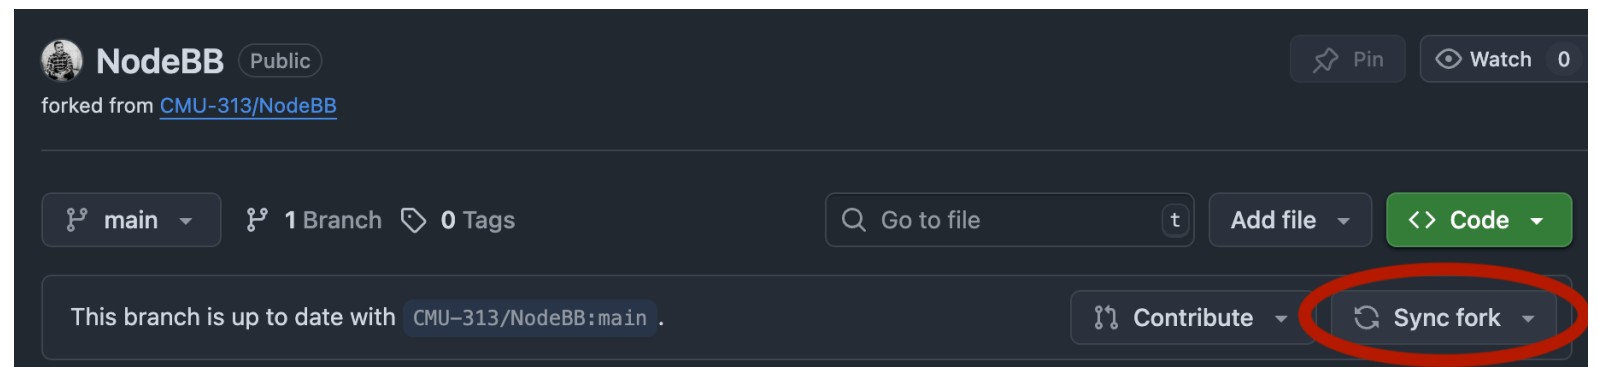 NodeBB Public
Pin
Watch 0
forked from CMU-313/NodeBB
main
1 Branch
0 Tags
Go to file t
Add file
<> Code
This branch is up to date with CMU-313/NodeBB:main .
Contribute
Sync fork